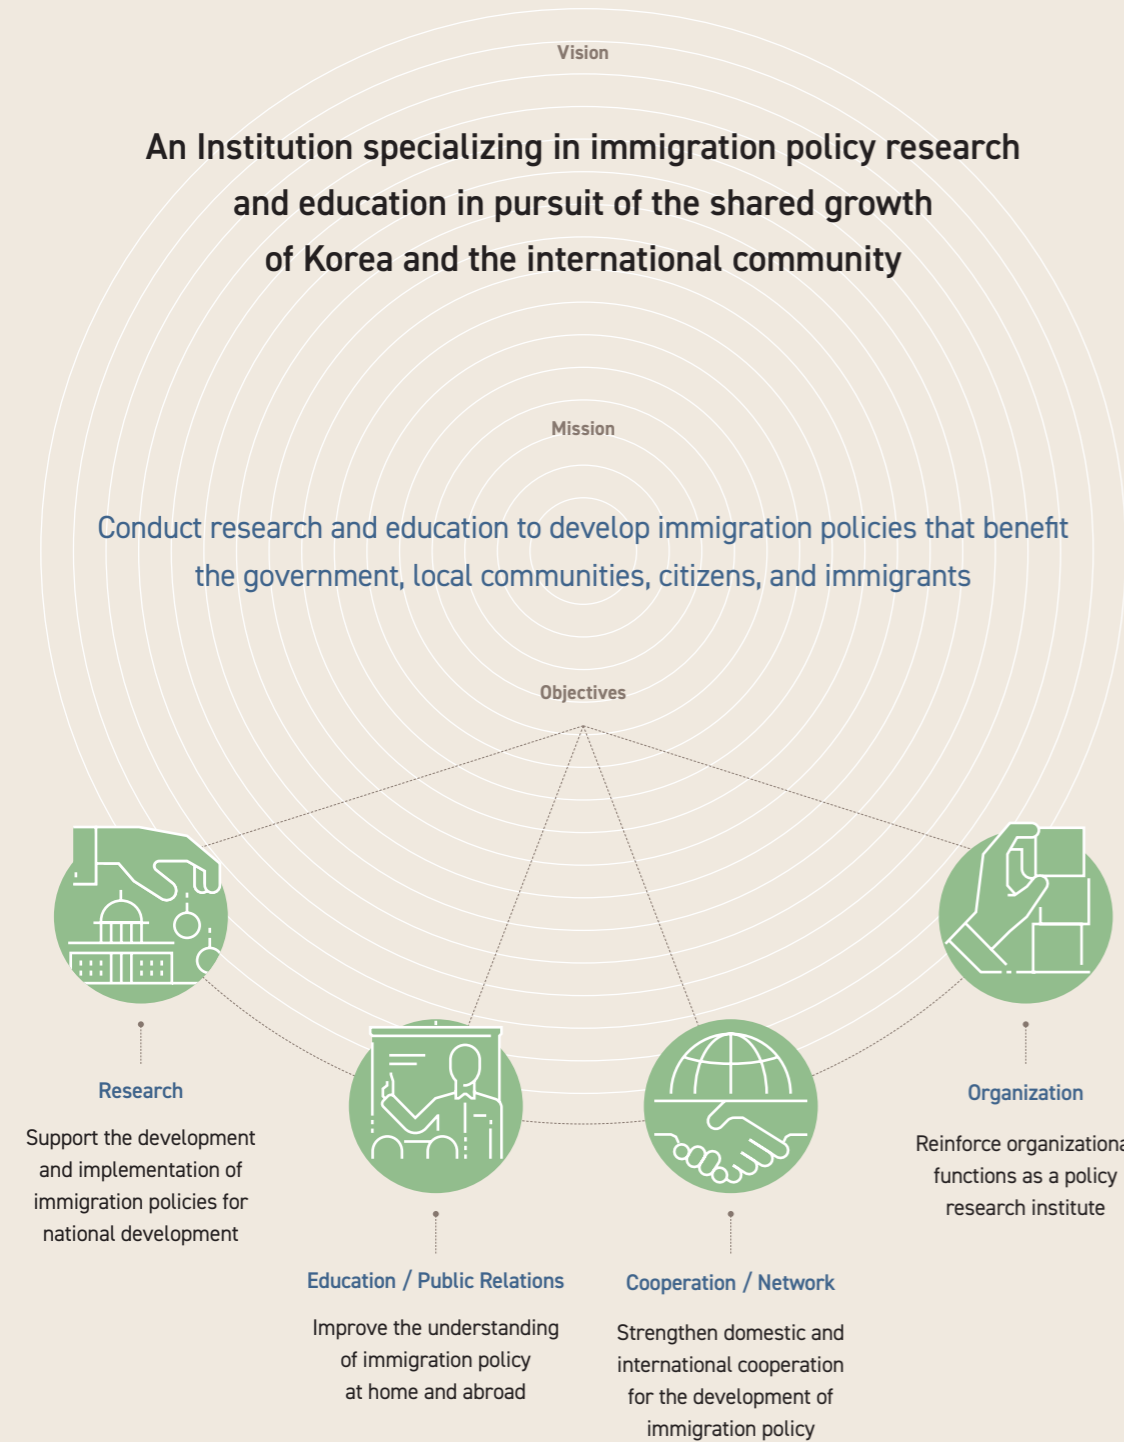 Vision
An Institution specializing in immigration policy research
and education in pursuit of the shared growth
of Korea and the international community
Mission
Conduct research and education to develop immigration policies that benefit
the government, local communities, citizens, and immigrants
Objectives
Research
Support the development
and implementation of
immigration policies for
national development
Education / Public Relations
Improve the understanding
of immigration policy
at home and abroad
Cooperation / Network
Strengthen domestic and
international cooperation
for the development of
immigration policy
Organization
Reinforce organizationa
functions as a policy
research institute